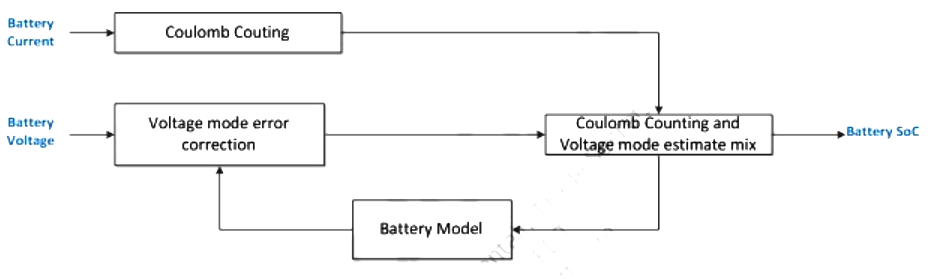 Battery
Current
Coulomb Couting
Battery
Voltage
Voltage mode error
correction
Coulomb Counting and
Voltage mode estimate mix
Battery SoC
Battery Model